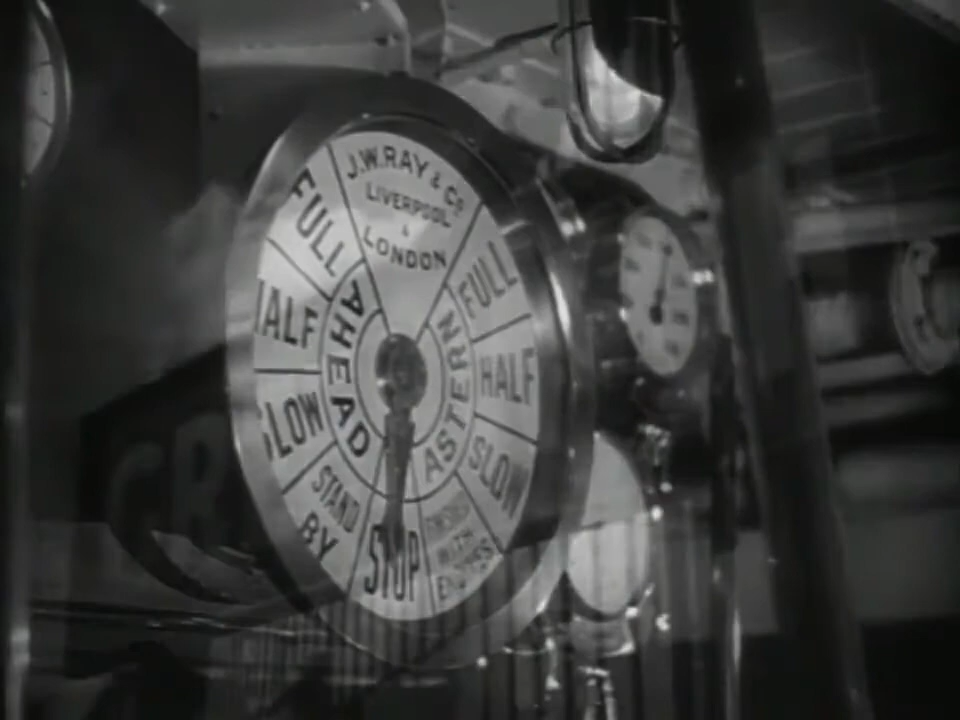 J.W.RAY & Co
LIVERPOOL
&
LONDON
FULL
HALF
SLOW
STAND
BY
STOP
FINISHED
WITH
ENGINES
SLOW
HALF
FULL
AHEAD
ASTERN